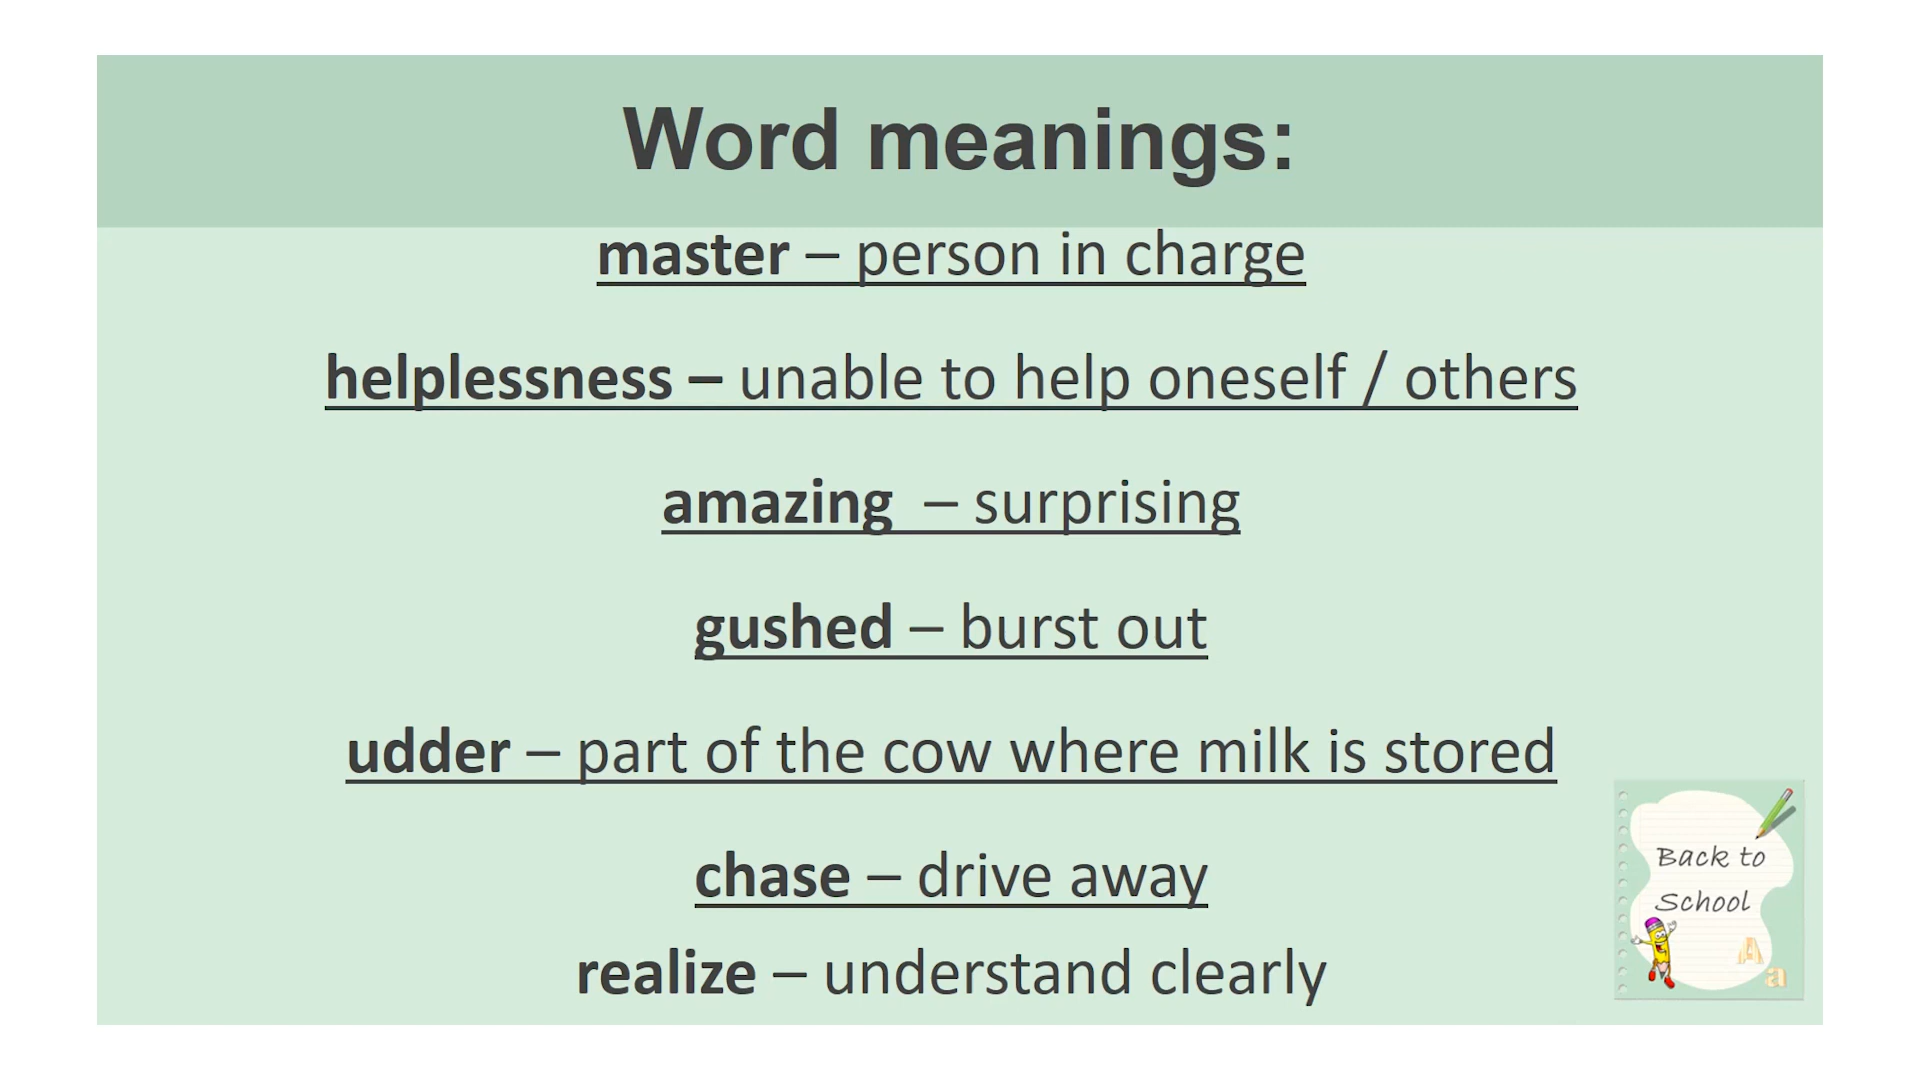 Word meanings:
master – person in charge
helplessness – unable to help oneself / others
amazing  – surprising
gushed – burst out
udder – part of the cow where milk is stored
chase – drive away
realize – understand clearly
Back to
School
A
a